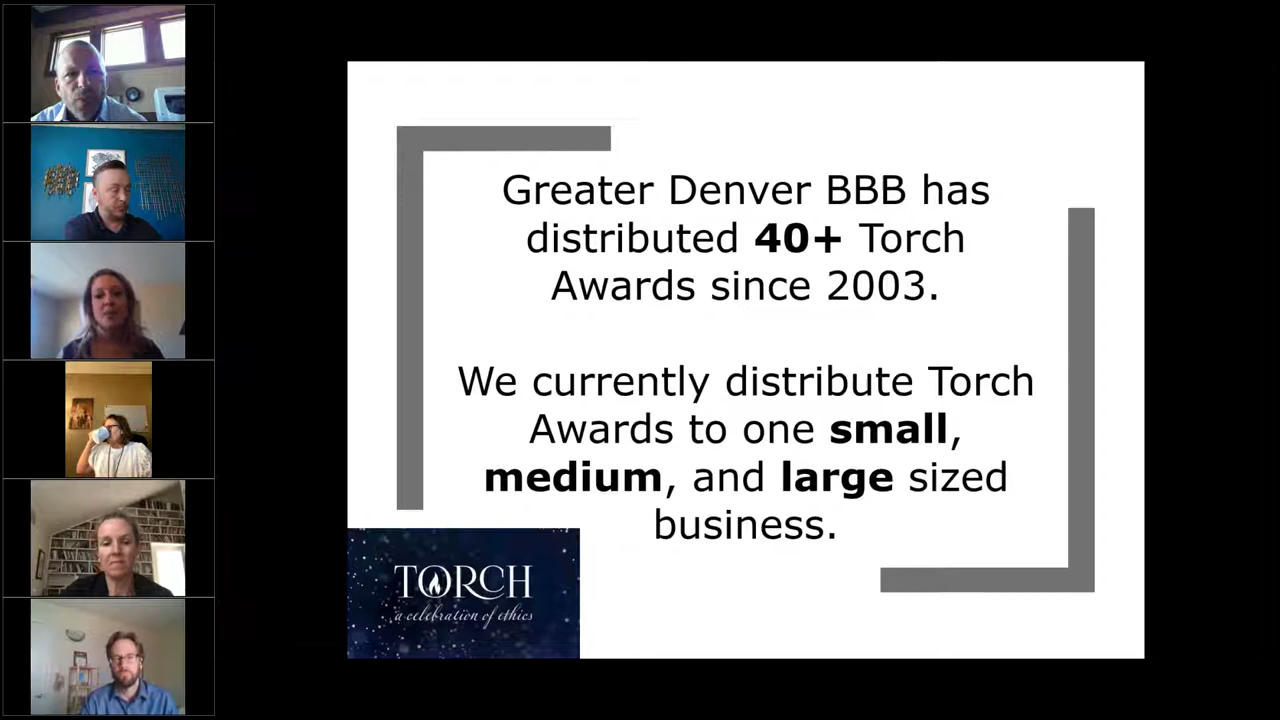 Greater Denver BBB has
distributed 40+ Torch
Awards since 2003.
We currently distribute Torch
Awards to one small,
medium, and large sized
business.
TORCH
a celebration of ethics